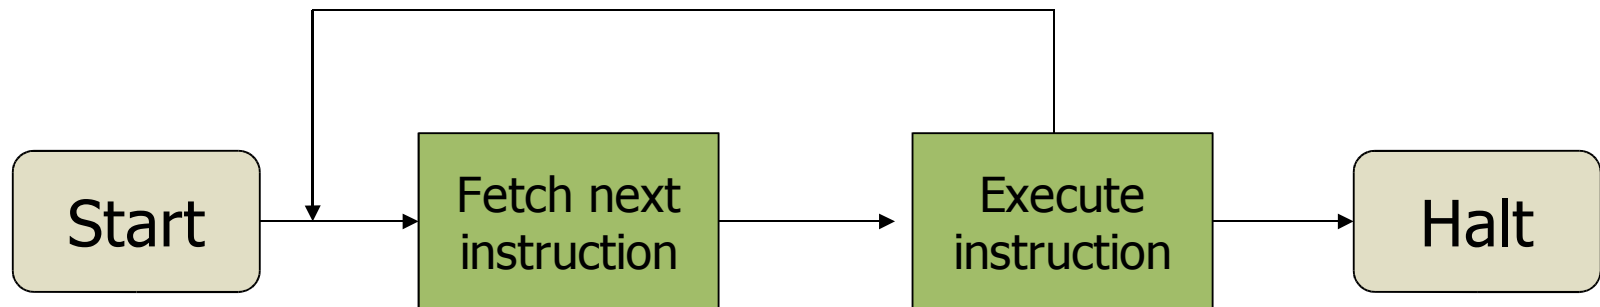 Start
Fetch next
instruction
Execute
instruction
Halt